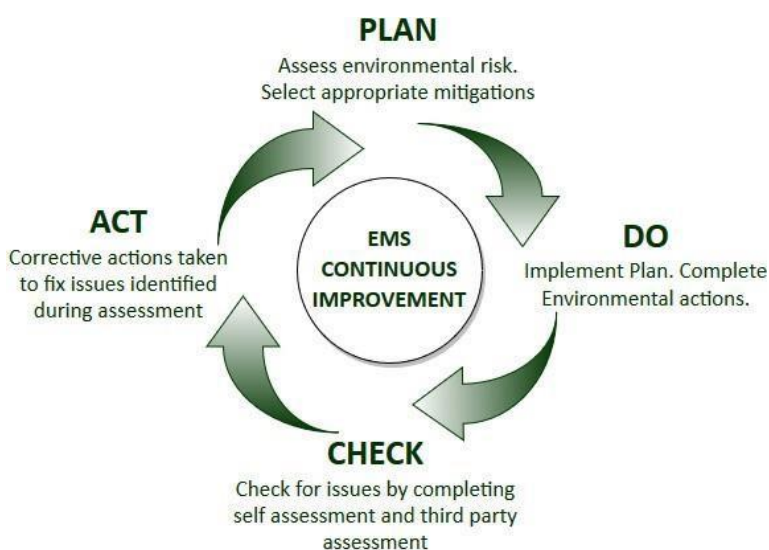 PLAN
Assess environmental risk.
Select appropriate mitigations
DO
Implement Plan. Complete
Environmental actions.
CHECK
Check for issues by completing
self assessment and third party
assessment
ACT
Corrective actions taken
to fix issues identified
during assessment
EMS
CONTINUOUS
IMPROVEMENT